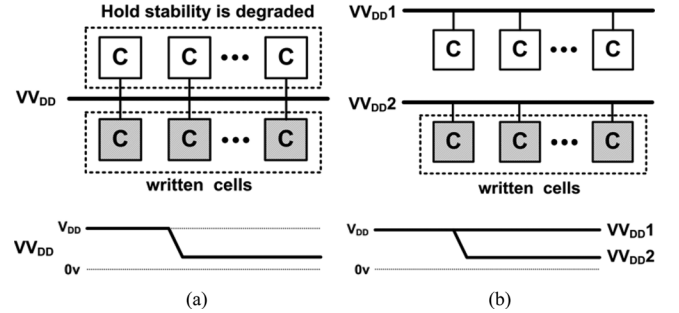 Hold stability is degraded
C C ••• C
VVDD
C C ••• C
written cells
VDD
VVDD
0v
(a)
VVDD1
C C ••• C
VVDD2
C C ••• C
written cells
VDD
VVDD1
VVDD2
0v
(b)